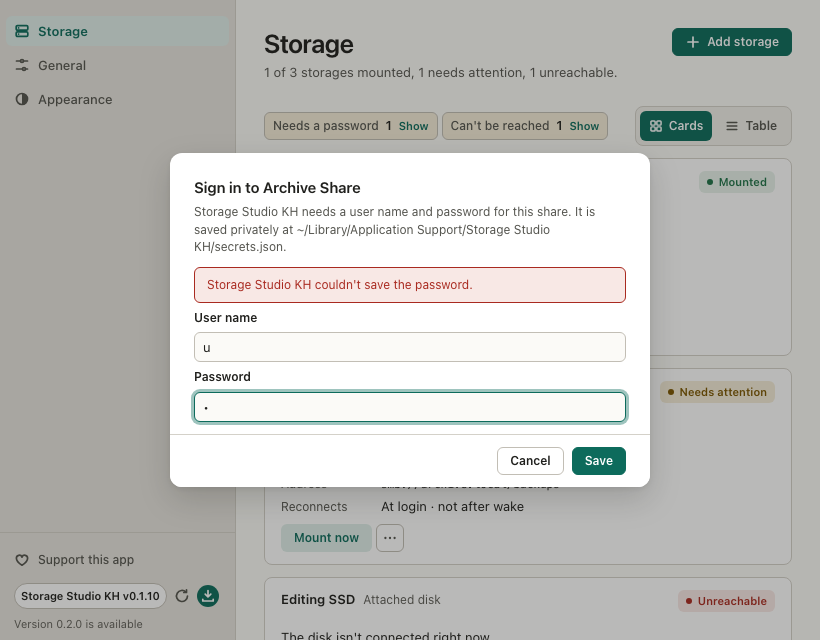 Storage
General
Appearance
Storage
1 of 3 storages mounted, 1 needs attention, 1 unreachable.
Add storage
Needs a password 1 Show
Can't be reached 1 Show
Cards
Table
Mounted
Sign in to Archive Share
Storage Studio KH needs a user name and password for this share. It is
saved privately at ~/Library/Application Support/Storage Studio
KH/secrets.json.
Storage Studio KH couldn't save the password.
User name
u
Password
•
Cancel
Save
Needs attention
Reconnects At login · not after wake
Mount now
Editing SSD Attached disk
Unreachable
The disk isn't connected right now
Support this app
Storage Studio KH v0.1.10
Version 0.2.0 is available